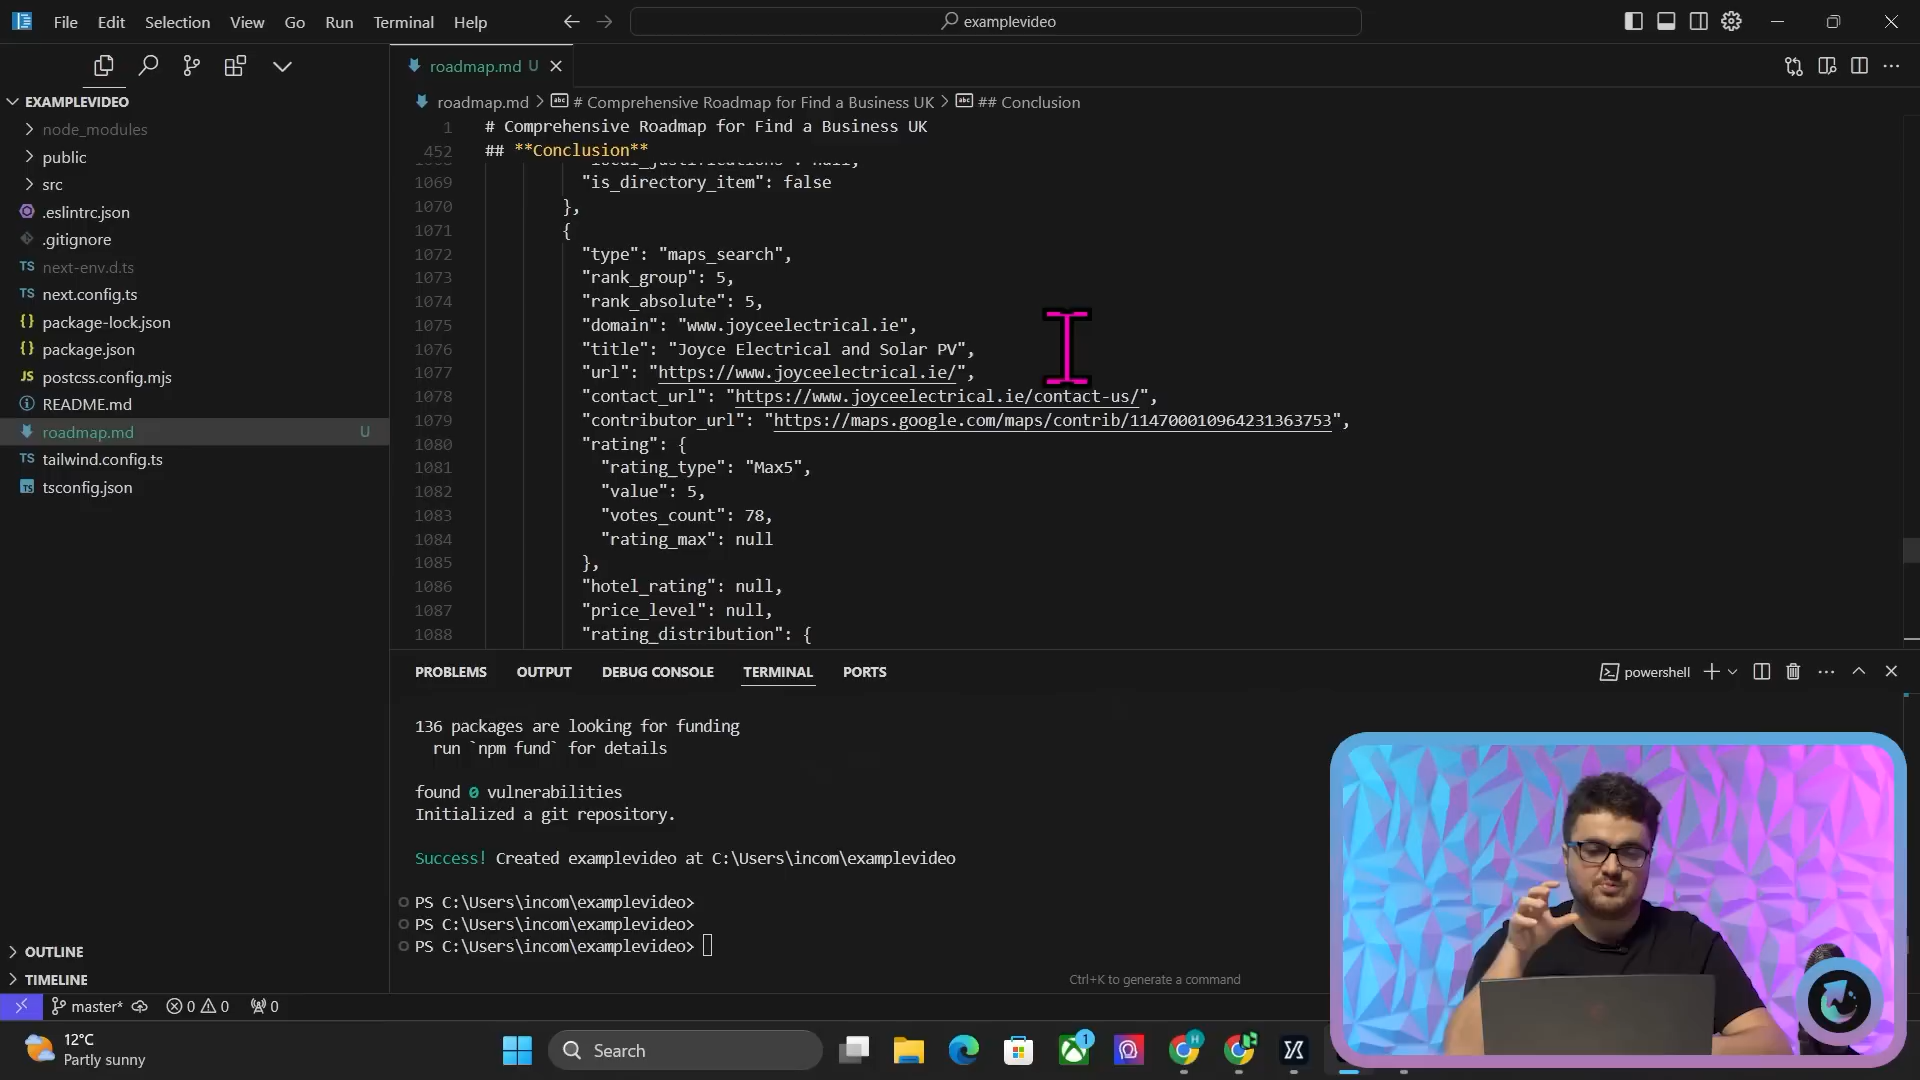 File Edit Selection View Go Run Terminal Help
examplevideo
EXAMPLEVIDEO
node_modules
public
src
.eslintrc.json
.gitignore
TS next-env.d.ts
TS next.config.ts
{} package-lock.json
{} package.json
JS postcss.config.mjs
README.md
roadmap.md U
TS tailwind.config.ts
TS tsconfig.json
OUTLINE
TIMELINE
roadmap.md U
roadmap.md > abc # Comprehensive Roadmap for Find a Business UK > abc ## Conclusion
1 # Comprehensive Roadmap for Find a Business UK
452 ## **Conclusion**
1069 "is_directory_item": false
1070 },
1071 {
1072 "type": "maps_search",
1073 "rank_group": 5,
1074 "rank_absolute": 5,
1075 "domain": "www.joyceelectrical.ie",
1076 "title": "Joyce Electrical and Solar PV",
1077 "url": "https://www.joyceelectrical.ie/",
1078 "contact_url": "https://www.joyceelectrical.ie/contact-us/",
1079 "contributor_url": "https://maps.google.com/maps/contrib/114700010964231363753",
1080 "rating": {
1081 "rating_type": "Max5",
1082 "value": 5,
1083 "votes_count": 78,
1084 "rating_max": null
1085 },
1086 "hotel_rating": null,
1087 "price_level": null,
1088 "rating_distribution": {
PROBLEMS OUTPUT DEBUG CONSOLE TERMINAL PORTS
powershell
136 packages are looking for funding
run `npm fund` for details
found 0 vulnerabilities
Initialized a git repository.
Success! Created examplevideo at C:\Users\incom\examplevideo
PS C:\Users\incom\examplevideo>
PS C:\Users\incom\examplevideo>
PS C:\Users\incom\examplevideo>
Ctrl+K to generate a command
master* 0 0 0
12°C
Partly sunny
Search
1